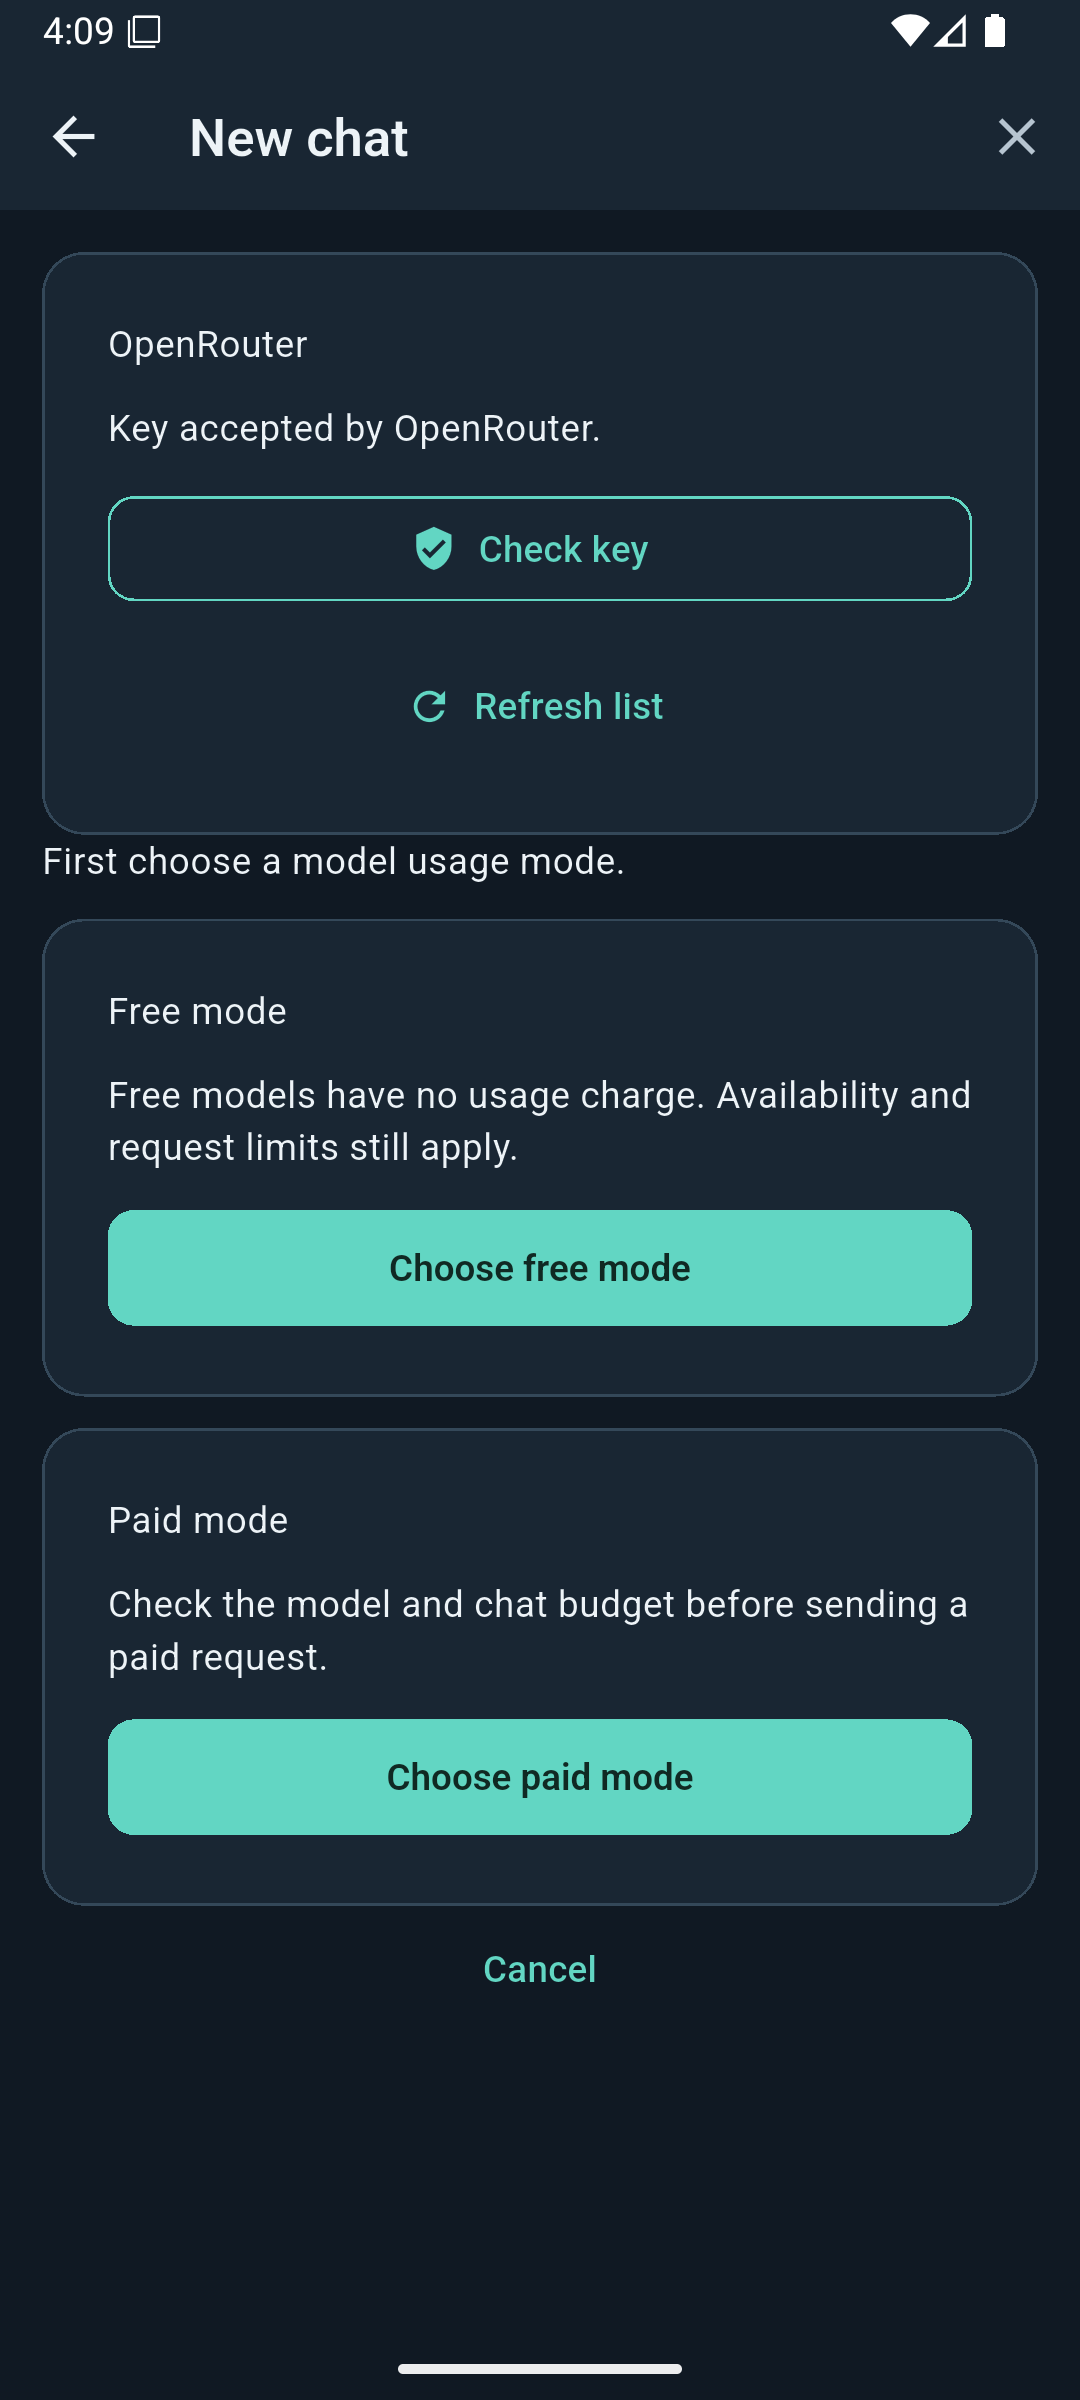 4:09
New chat
OpenRouter
Key accepted by OpenRouter.
Check key
Refresh list
First choose a model usage mode.
Free mode
Free models have no usage charge. Availability and
request limits still apply.
Choose free mode
Paid mode
Check the model and chat budget before sending a
paid request.
Choose paid mode
Cancel